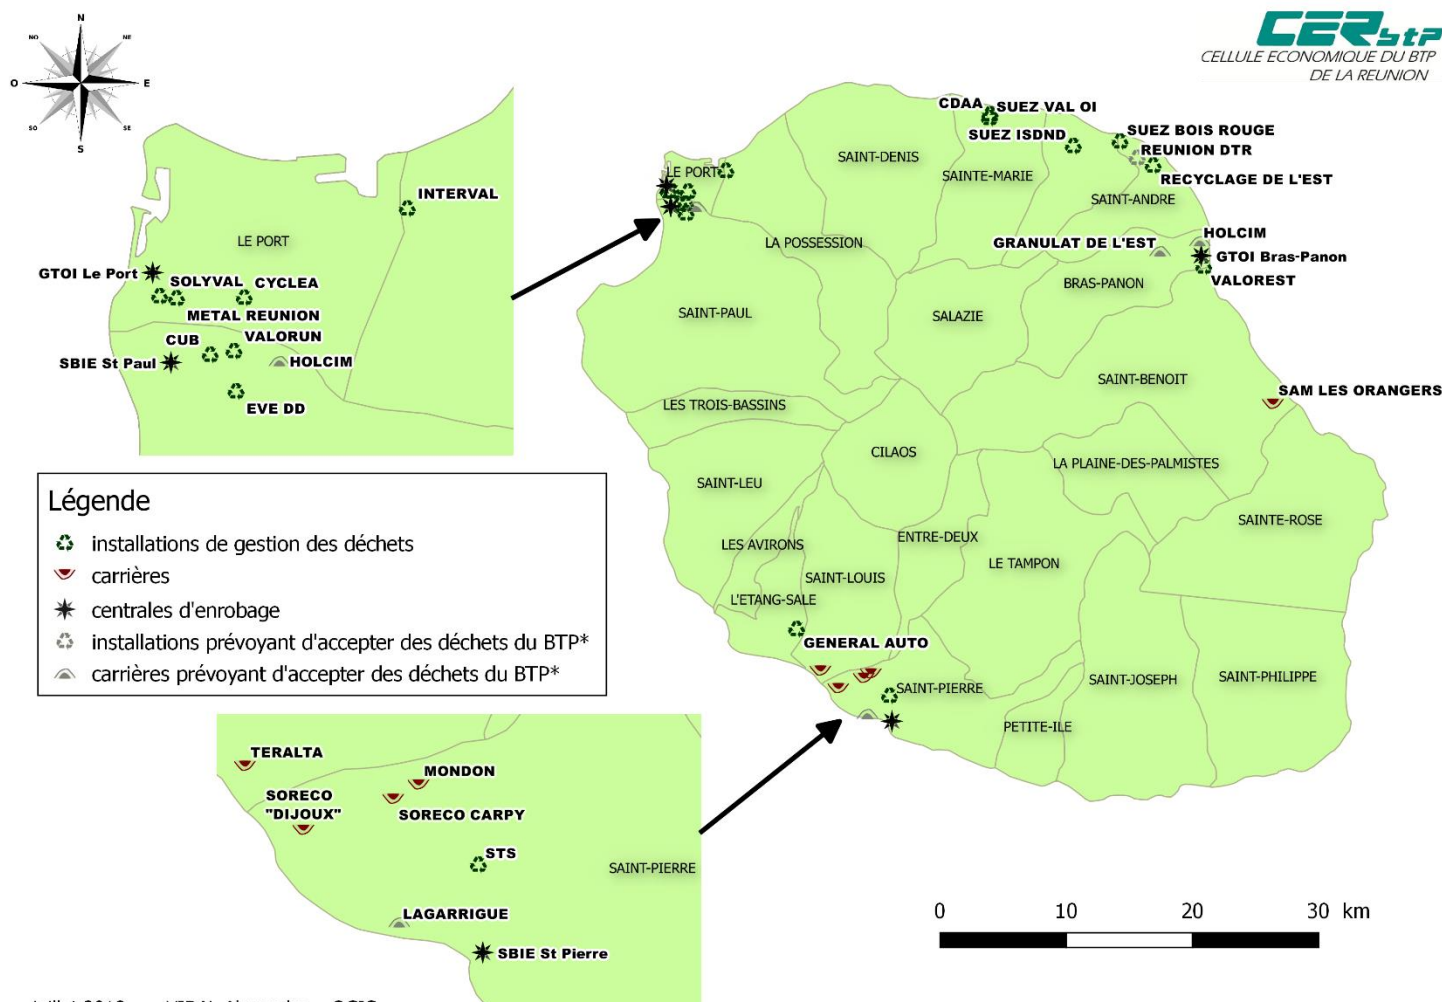 N
NO
NE
O
E
SO
SE
S
CERBTP
CELLULE ECONOMIQUE DU BTP
DE LA REUNION
INTERVAL
LE PORT
GTOI Le Port
SOLYVAL
CYCLEA
METAL REUNION
CUB
VALORUN
SBIE St Paul
HOLCIM
EVE DD
CDAA
SUEZ VAL OI
SUEZ ISDND
SUEZ BOIS ROUGE
REUNION DTR
RECYCLAGE DE L'EST
LE PORT
SAINT-DENIS
SAINTE-MARIE
SAINT-ANDRE
LA POSSESSION
GRANULAT DE L'EST
HOLCIM
GTOI Bras-Panon
VALOREST
BRAS-PANON
SAINT-PAUL
SALAZIE
SAINT-BENOIT
SAM LES ORANGERS
LES TROIS-BASSINS
CILAOS
LA PLAINE-DES-PALMISTES
SAINT-LEU
SAINTE-ROSE
LES AVIRONS
ENTRE-DEUX
LE TAMPON
SAINT-LOUIS
L'ETANG-SALE
GENERAL AUTO
SAINT-PIERRE
SAINT-JOSEPH
SAINT-PHILIPPE
PETITE-ILE
Légende
installations de gestion des déchets
carrières
centrales d'enrobage
installations prévoyant d'accepter des déchets du BTP*
carrières prévoyant d'accepter des déchets du BTP*
TERALTA
MONDON
SORECO
"DIJOUX"
SORECO CARPY
STS
SAINT-PIERRE
LAGARRIGUE
SBIE St Pierre
0 10 20 30 km